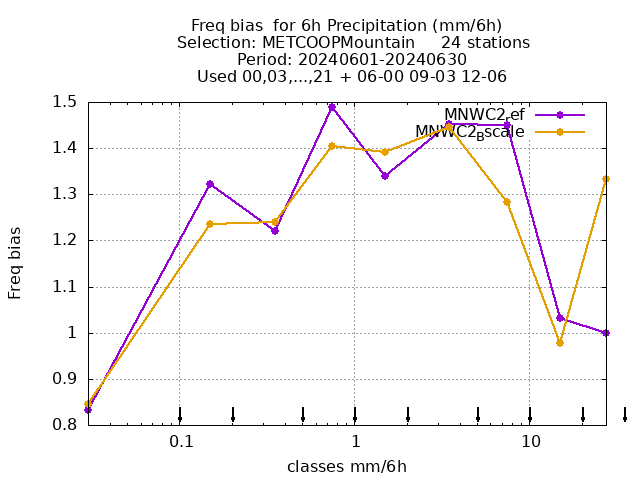 Freq bias  for 6h Precipitation (mm/6h)
Selection: METCOOPMountain     24 stations
Period: 20240601-20240630
Used 00,03,...,21 + 06-00 09-03 12-06
1.5
1.4
1.3
1.2
1.1
1
0.9
0.8
Freq bias
0.1
1
10
classes mm/6h
MNWC2_Bscale